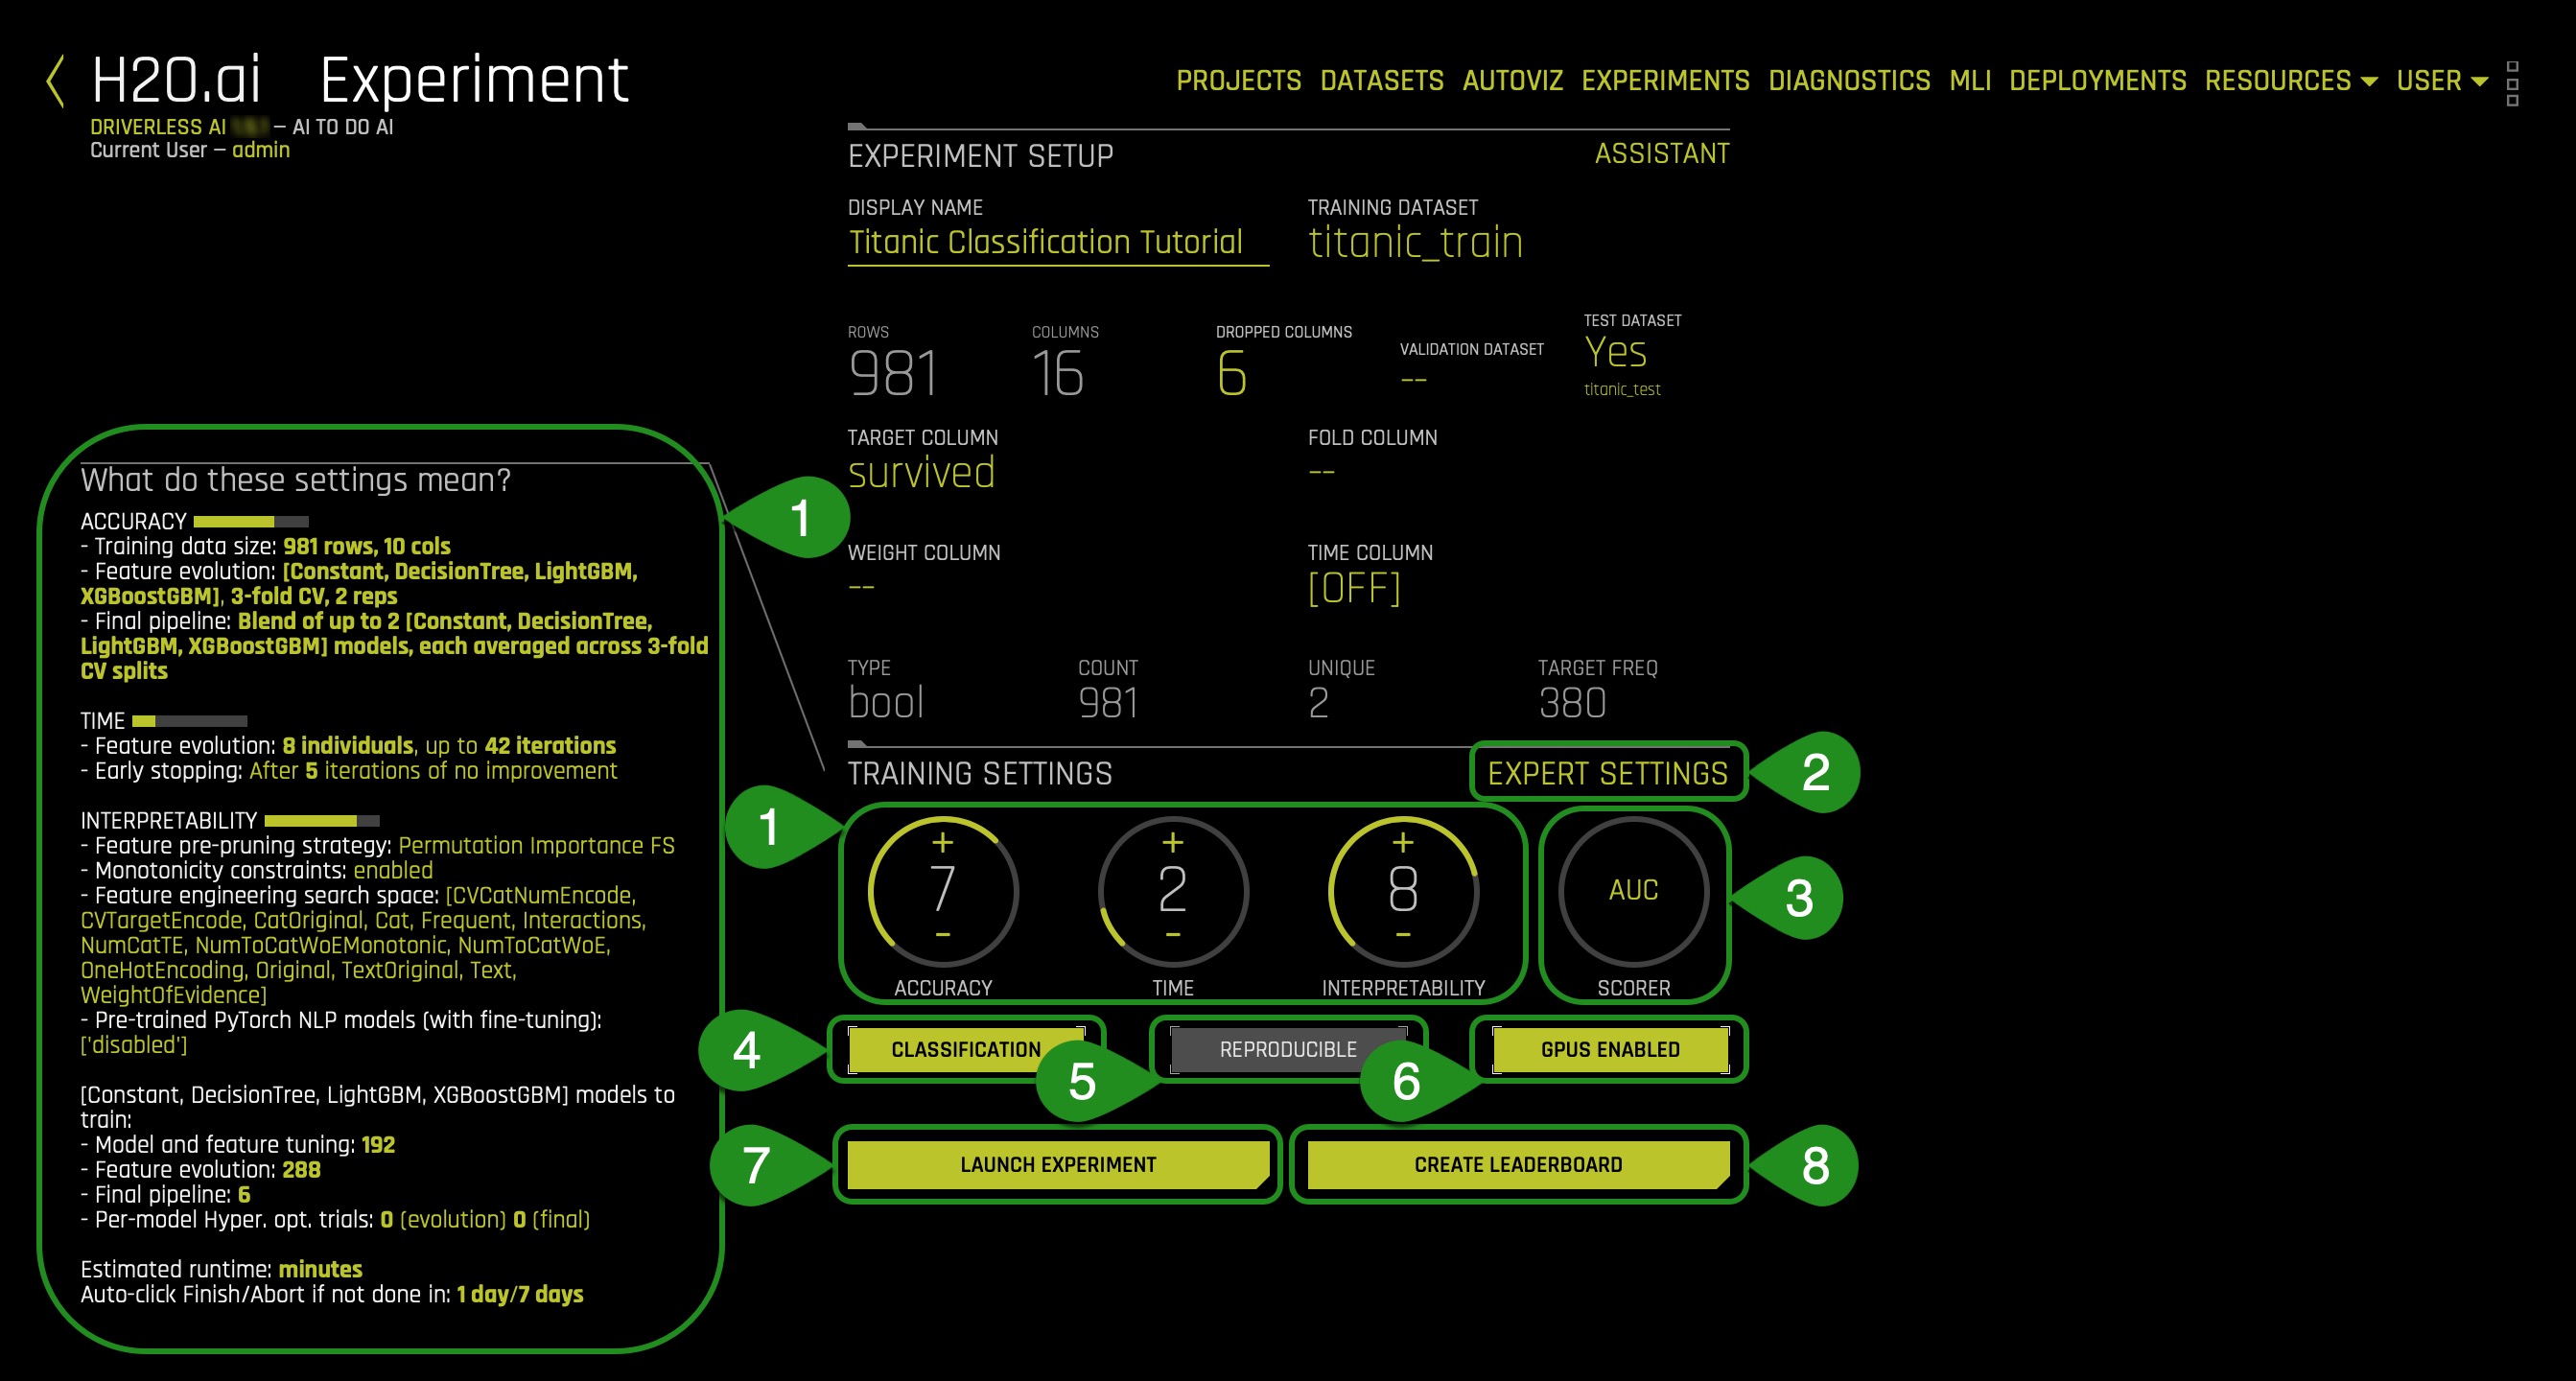 H2O.ai Experiment
DRIVERLESS AI — AI TO DO AI
Current User — admin
PROJECTS DATASETS AUTOVIZ EXPERIMENTS DIAGNOSTICS MLI DEPLOYMENTS RESOURCES USER
EXPERIMENT SETUP
ASSISTANT
DISPLAY NAME
Titanic Classification Tutorial
TRAINING DATASET
titanic_train
ROWS
981
COLUMNS
16
DROPPED COLUMNS
6
VALIDATION DATASET
--
TEST DATASET
Yes
titanic_test
TARGET COLUMN
survived
FOLD COLUMN
--
WEIGHT COLUMN
--
TIME COLUMN
[OFF]
TYPE
bool
COUNT
981
UNIQUE
2
TARGET FREQ
380
What do these settings mean?
ACCURACY
- Training data size: 981 rows, 10 cols
- Feature evolution: [Constant, DecisionTree, LightGBM,
XGBoostGBM], 3-fold CV, 2 reps
- Final pipeline: Blend of up to 2 [Constant, DecisionTree,
LightGBM, XGBoostGBM] models, each averaged across 3-fold
CV splits
TIME
- Feature evolution: 8 individuals, up to 42 iterations
- Early stopping: After 5 iterations of no improvement
INTERPRETABILITY
- Feature pre-pruning strategy: Permutation Importance FS
- Monotonicity constraints: enabled
- Feature engineering search space: [CVCatNumEncode,
CVTargetEncode, CatOriginal, Cat, Frequent, Interactions,
NumCatTE, NumToCatWoEMonotonic, NumToCatWoE,
OneHotEncoding, Original, TextOriginal, Text,
WeightOfEvidence]
- Pre-trained PyTorch NLP models (with fine-tuning):
['disabled']
[Constant, DecisionTree, LightGBM, XGBoostGBM] models to
train:
- Model and feature tuning: 192
- Feature evolution: 288
- Final pipeline: 6
- Per-model Hyper. opt. trials: 0 (evolution) 0 (final)
Estimated runtime: minutes
Auto-click Finish/Abort if not done in: 1 day/7 days
1
TRAINING SETTINGS
EXPERT SETTINGS
2
1
+
7
-
ACCURACY
+
2
-
TIME
+
8
-
INTERPRETABILITY
AUC
SCORER
3
4
CLASSIFICATION
5
REPRODUCIBLE
6
GPUS ENABLED
7
LAUNCH EXPERIMENT
CREATE LEADERBOARD
8